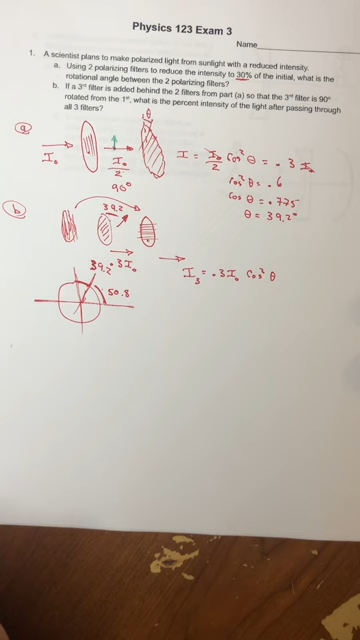 Physics 123 Exam 3
Name
1. A scientist plans to make polarized light from sunlight with a reduced intensity.
a. Using 2 polarizing filters to reduce the intensity to 30% of the initial, what is the
rotational angle between the 2 polarizing filters?
b. If a 3rd filter is added behind the 2 filters from part (a) so that the 3rd filter is 90°
rotated from the 1st, what is the percent intensity of the light after passing through
all 3 filters?
a
θ
I₀
I₀/2
90°
I = I₀/2 cos² θ = .3 I₀
cos² θ = .6
cos θ = .775
θ = 39.2°
b
39.2
.3I₀
39.2
50.8
I₃ = .3I₀ cos² θ